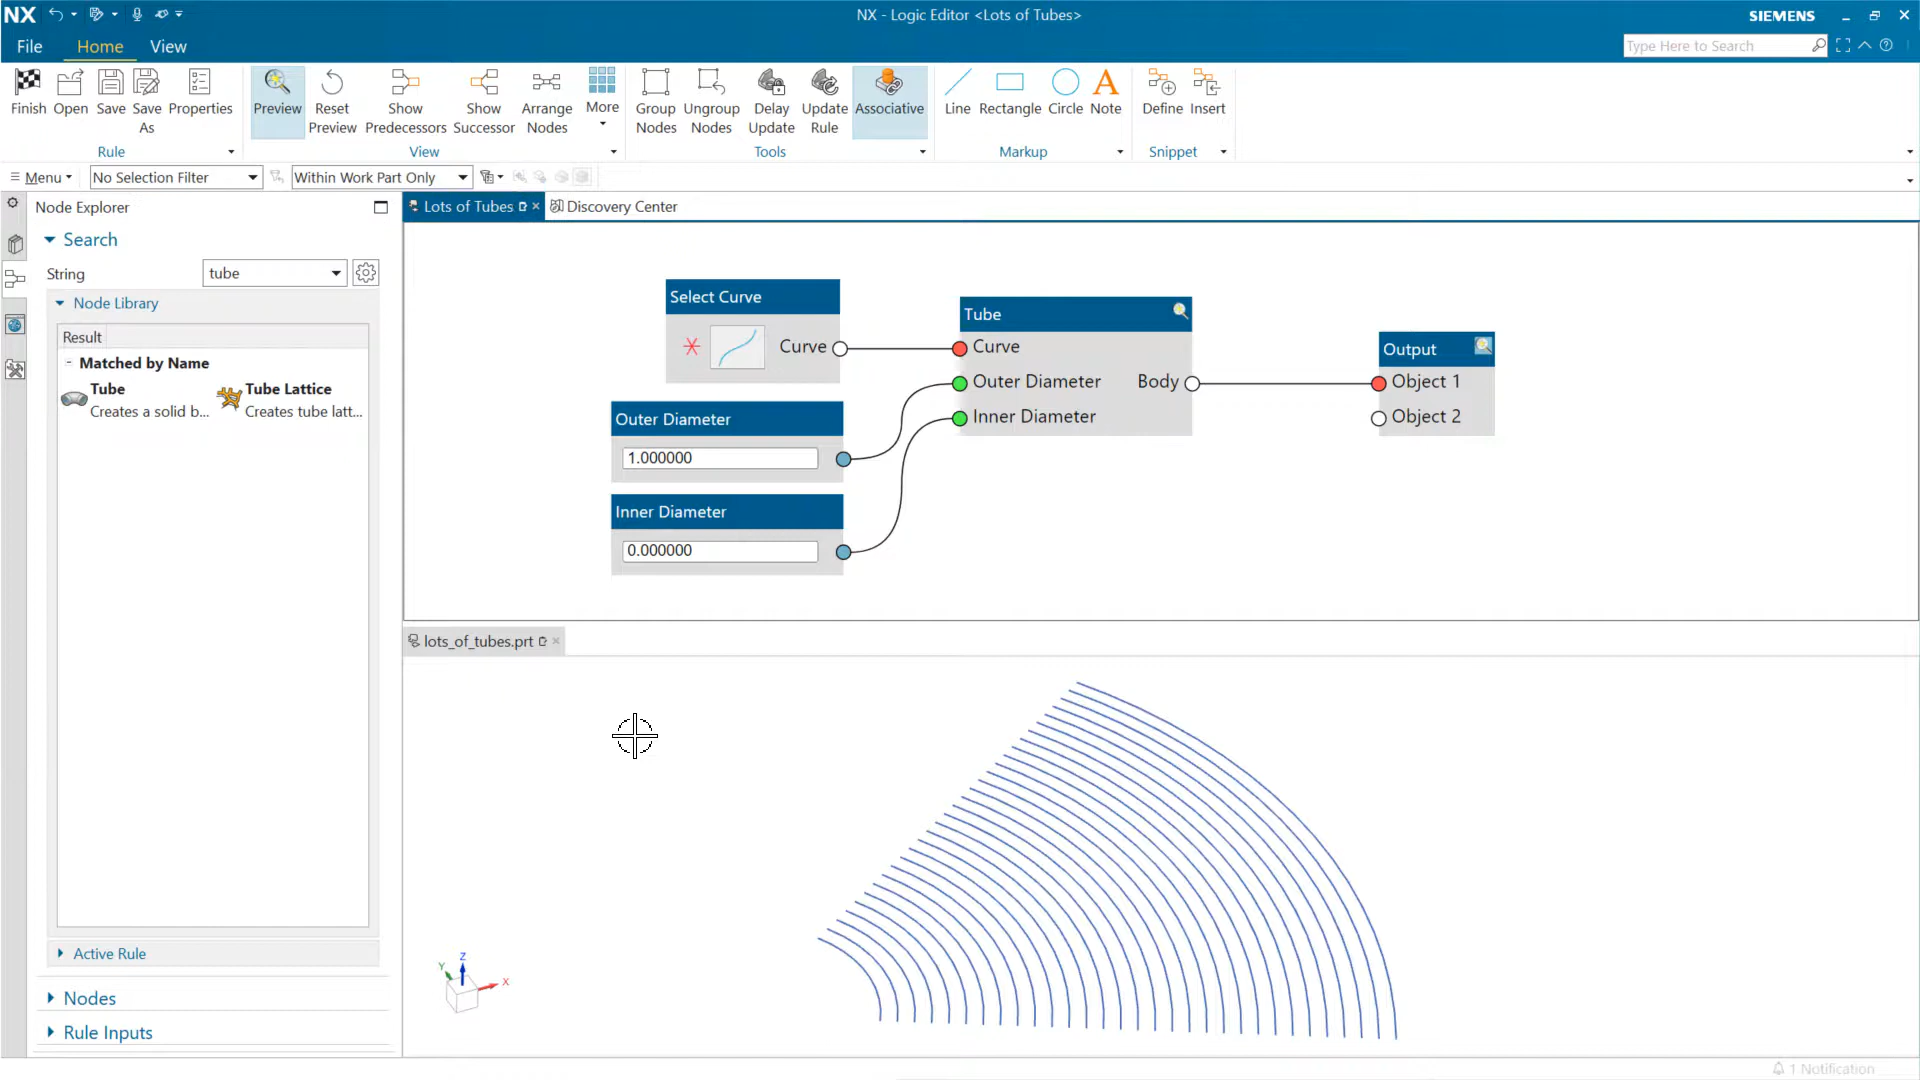 NX
NX - Logic Editor <Lots of Tubes>
SIEMENS
File
Home
View
Type Here to Search
Finish
Open
Save
Save
As
Properties
Rule
Preview
Reset
Preview
Show
Predecessors
Show
Successor
Arrange
Nodes
More
View
Group
Nodes
Ungroup
Nodes
Delay
Update
Update
Rule
Associative
Tools
Line
Rectangle
Circle
Note
Markup
Define
Insert
Snippet
Menu
No Selection Filter
Within Work Part Only
Node Explorer
Search
String
tube
Node Library
Result
Matched by Name
Tube
Creates a solid b...
Tube Lattice
Creates tube latt...
Active Rule
Nodes
Rule Inputs
Lots of Tubes
Discovery Center
Select Curve
Curve
Outer Diameter
1.000000
Inner Diameter
0.000000
Tube
Curve
Outer Diameter
Body
Inner Diameter
Output
Object 1
Object 2
lots_of_tubes.prt
Z
Y
X
1 Notification